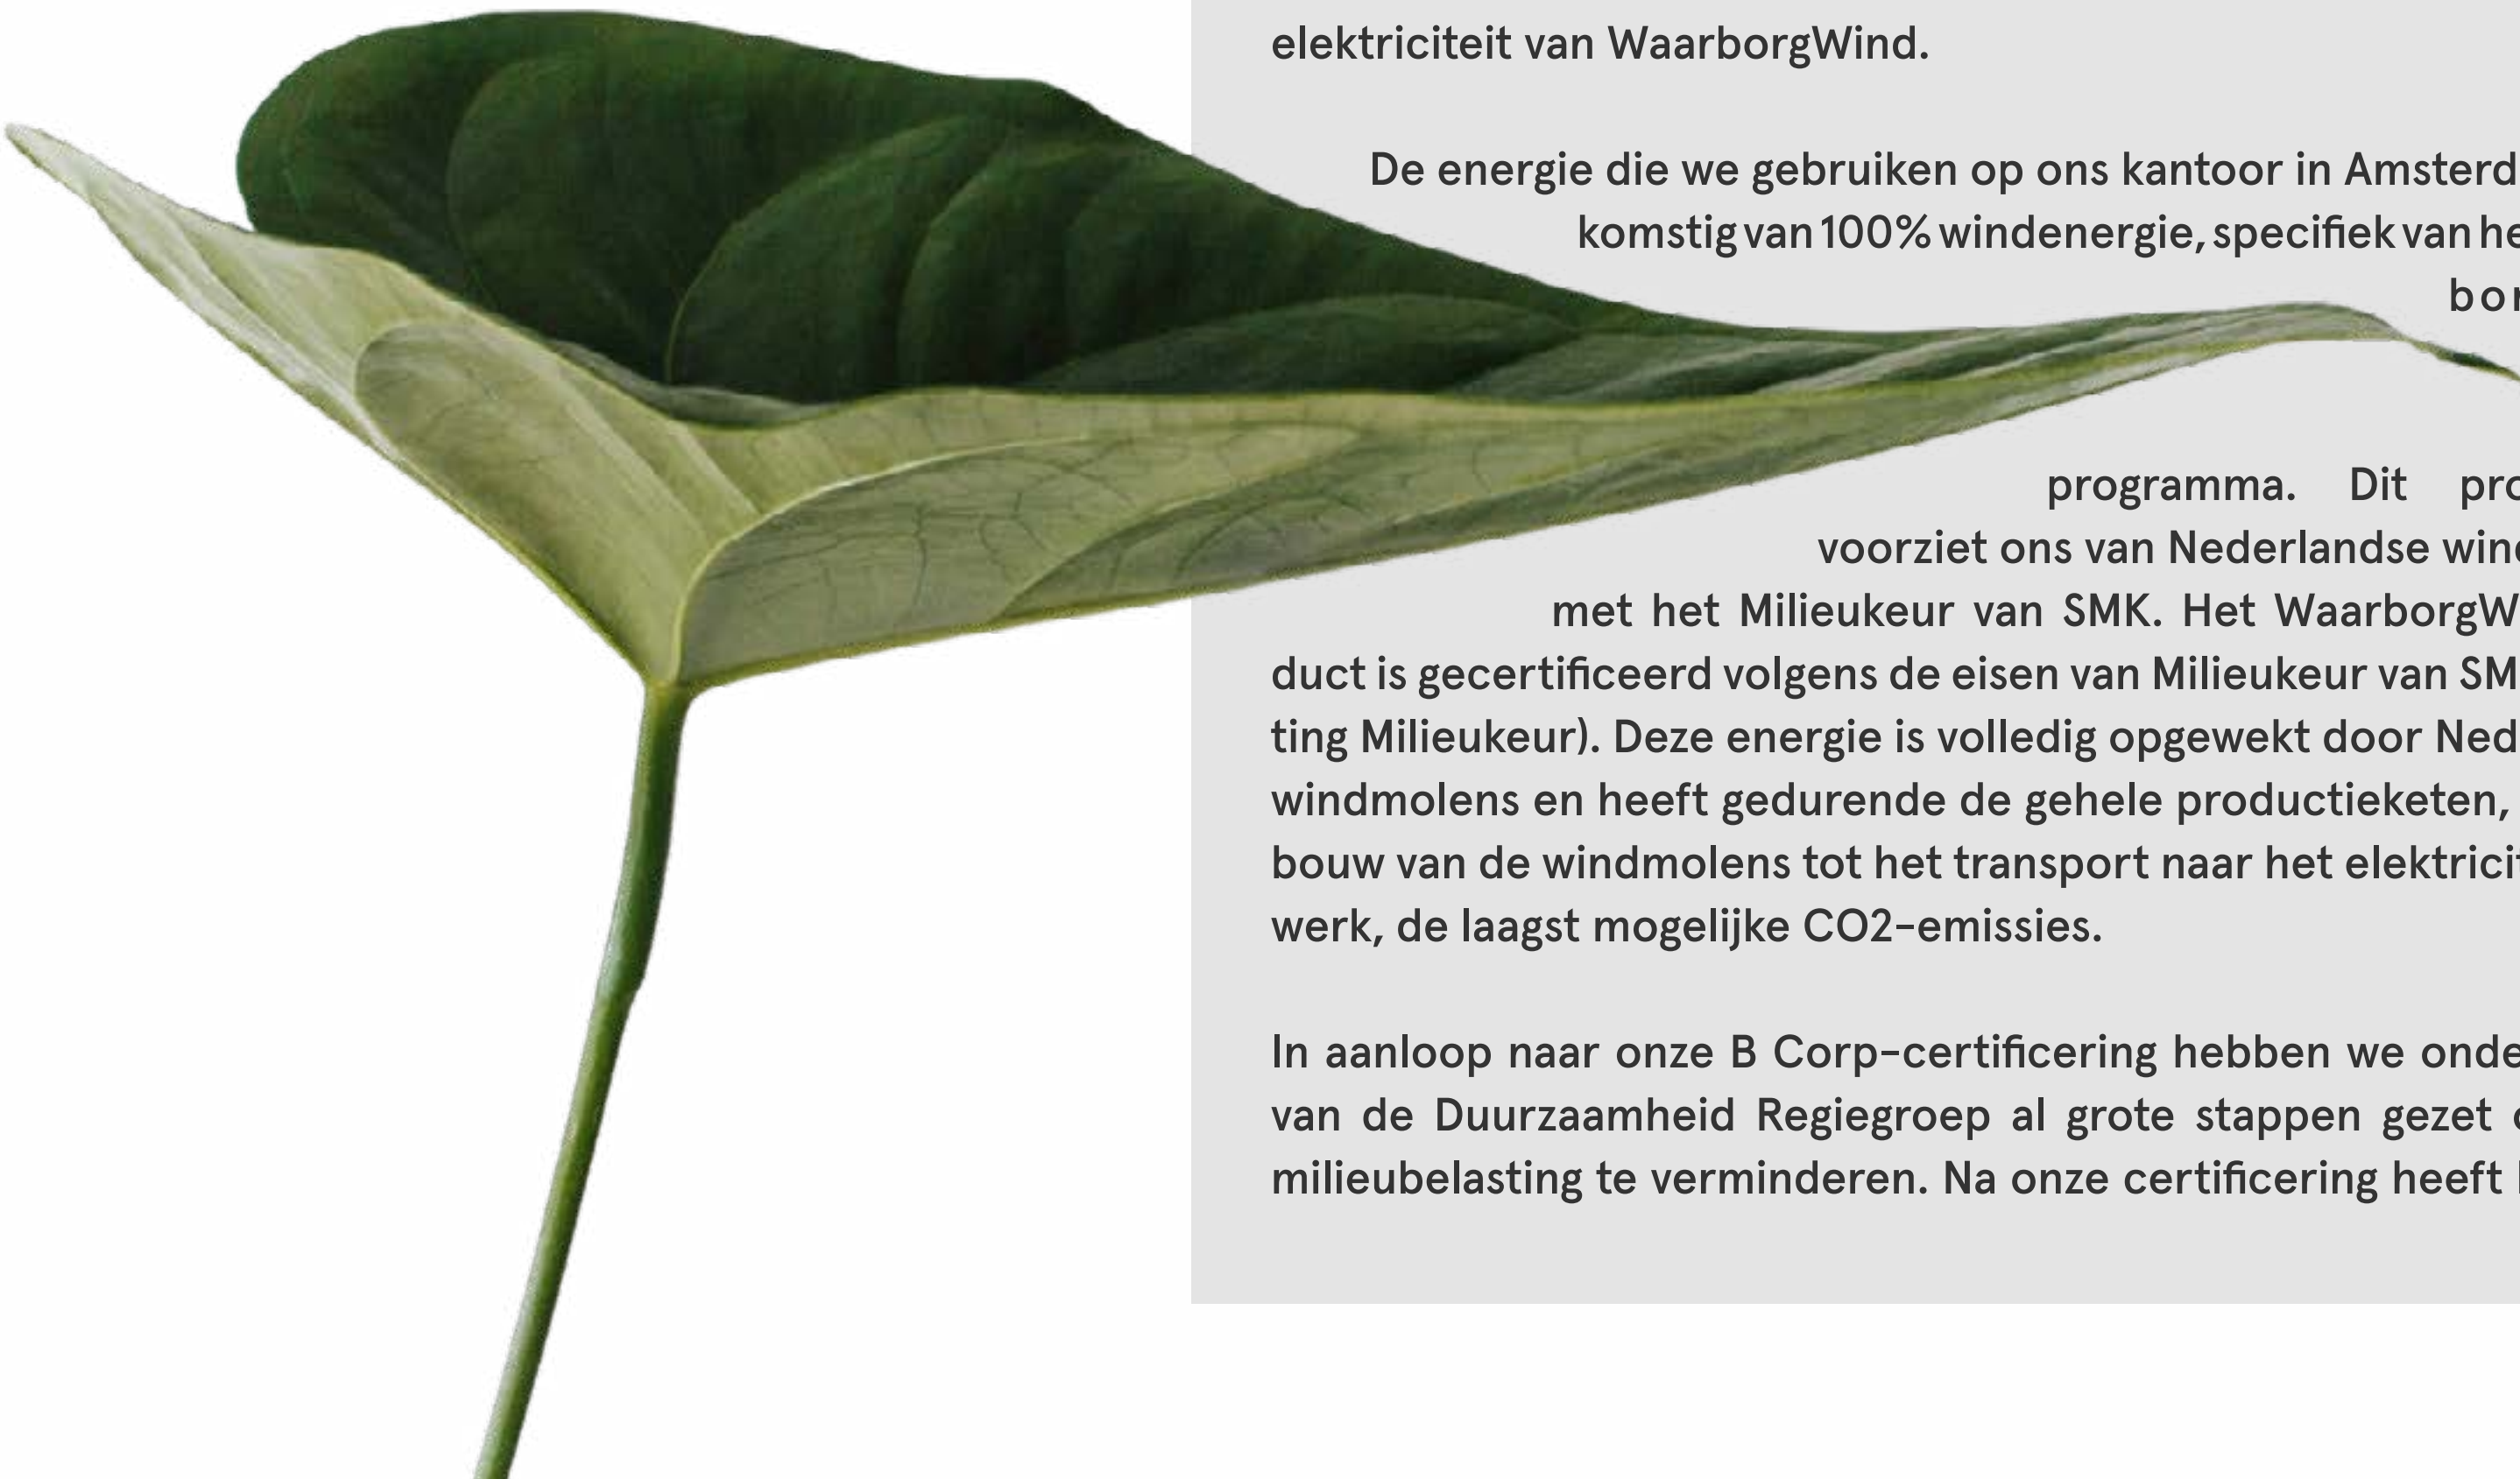 elektriciteit van WaarborgWind.
De energie die we gebruiken op ons kantoor in Amsterd
komstig van 100% windenergie, specifiek van he
bor
programma. Dit pro
voorziet ons van Nederlandse wind
met het Milieukeur van SMK. Het WaarborgW
duct is gecertificeerd volgens de eisen van Milieukeur van SM
ting Milieukeur). Deze energie is volledig opgewekt door Ned
windmolens en heeft gedurende de gehele productieketen,
bouw van de windmolens tot het transport naar het elektricit
werk, de laagst mogelijke CO2-emissies.
In aanloop naar onze B Corp-certificering hebben we onde
van de Duurzaamheid Regiegroep al grote stappen gezet
milieubelasting te verminderen. Na onze certificering heeft